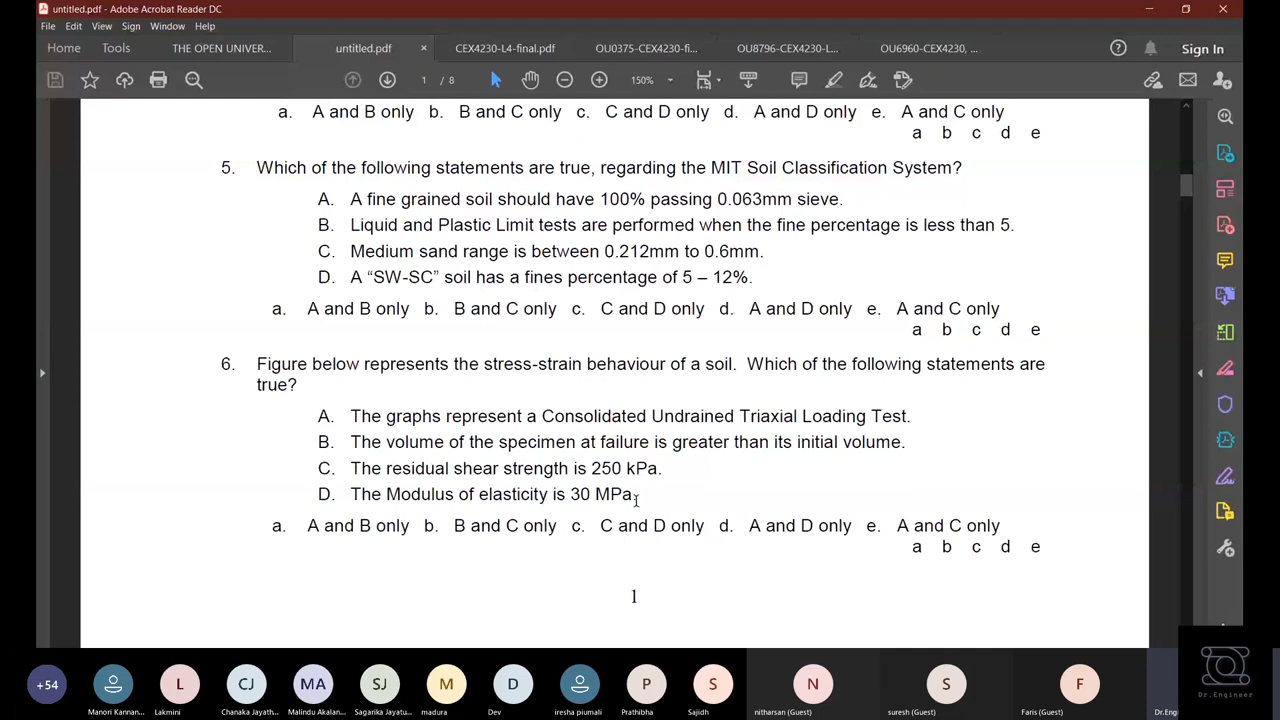 untitled.pdf - Adobe Acrobat Reader DC
File Edit View Sign Window Help
Home Tools THE OPEN UNIVER... untitled.pdf × CEX4230-L4-final.pdf OU0375-CEX4230-fi... OU8796-CEX4230-L... OU6960-CEX4230, ... Sign In
1 / 8 150%
a. A and B only b. B and C only c. C and D only d. A and D only e. A and C only
a b c d e
5. Which of the following statements are true, regarding the MIT Soil Classification System?
A. A fine grained soil should have 100% passing 0.063mm sieve.
B. Liquid and Plastic Limit tests are performed when the fine percentage is less than 5.
C. Medium sand range is between 0.212mm to 0.6mm.
D. A “SW-SC” soil has a fines percentage of 5 – 12%.
a. A and B only b. B and C only c. C and D only d. A and D only e. A and C only
a b c d e
6. Figure below represents the stress-strain behaviour of a soil. Which of the following statements are
true?
A. The graphs represent a Consolidated Undrained Triaxial Loading Test.
B. The volume of the specimen at failure is greater than its initial volume.
C. The residual shear strength is 250 kPa.
D. The Modulus of elasticity is 30 MPa.
a. A and B only b. B and C only c. C and D only d. A and D only e. A and C only
a b c d e
1
+54 L CJ MA SJ M D P S N S F
Manori Kannan... Lakmini Chanaka Jayath... Malindu Akalan... Sagarika Jayatu... madura Dev iresha piumali Prathibha Sajidh nitharsan (Guest) suresh (Guest) Faris (Guest) Dr.Eng
Dr.Engineer